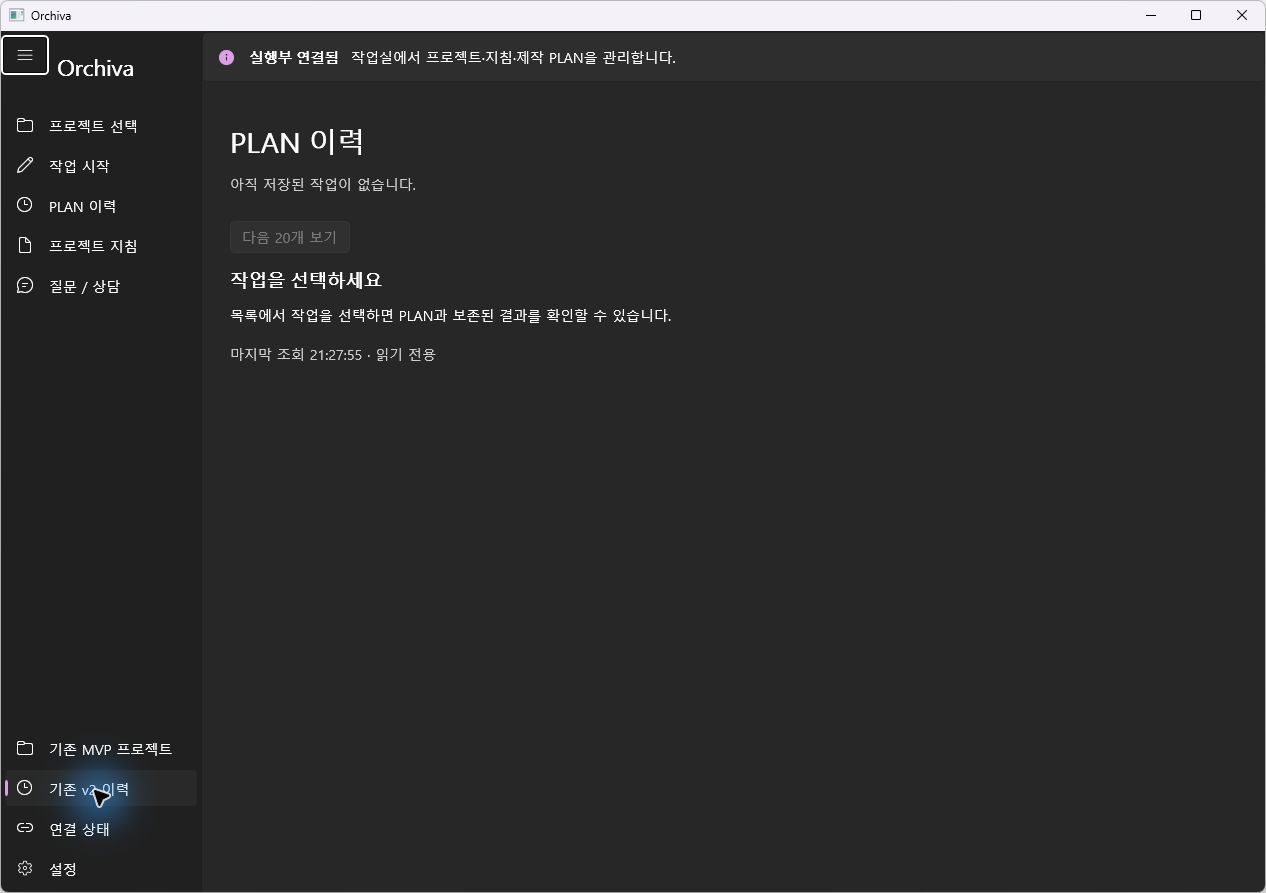 Orchiva
Orchiva
실행부 연결됨 작업실에서 프로젝트·지침·제작 PLAN을 관리합니다.
프로젝트 선택
작업 시작
PLAN 이력
프로젝트 지침
질문 / 상담
PLAN 이력
아직 저장된 작업이 없습니다.
다음 20개 보기
작업을 선택하세요
목록에서 작업을 선택하면 PLAN과 보존된 결과를 확인할 수 있습니다.
마지막 조회 21:27:55 · 읽기 전용
기존 MVP 프로젝트
기존 v2 이력
연결 상태
설정